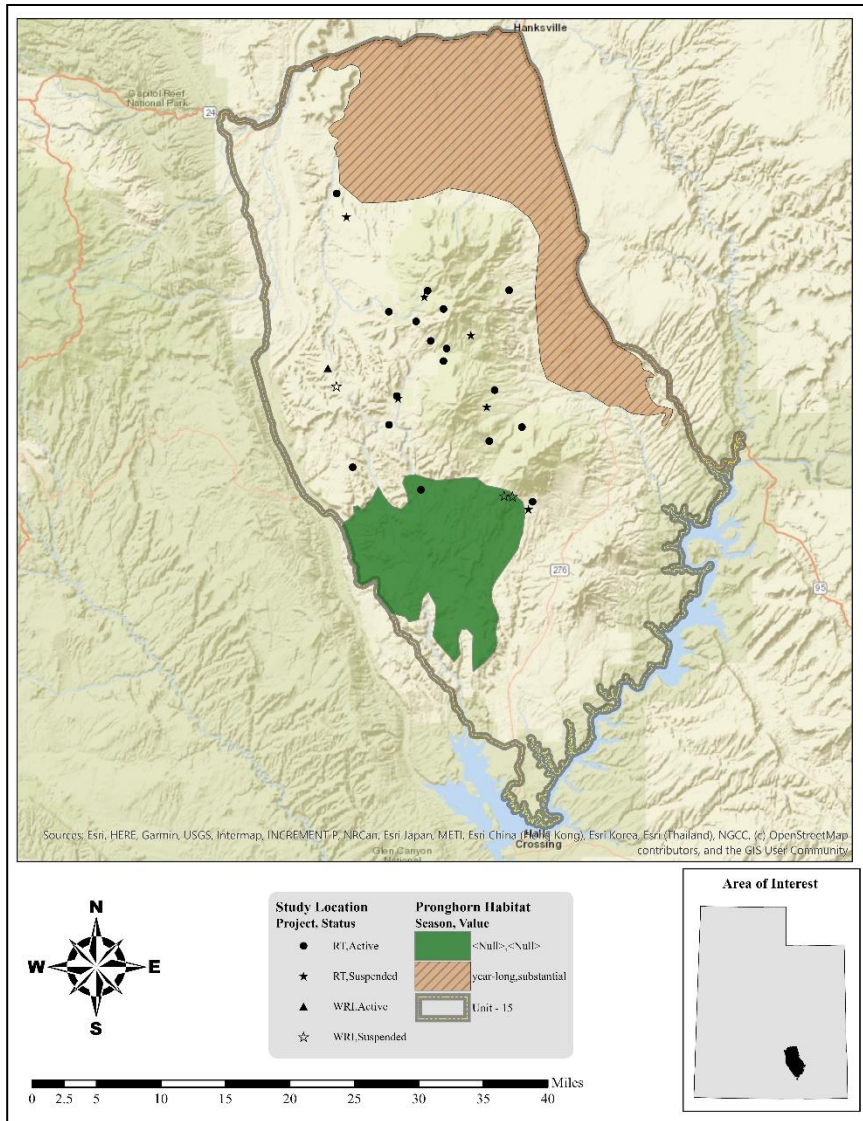 Hanksville
Capitol Reef
National Park
24
276
95
Sources: Esri, HERE, Garmin, USGS, Intermap, INCREMENT P, NRCan, Esri Japan, METI, Esri China (Hong Kong), Esri Korea, Esri (Thailand), NGCC, (c) OpenStreetMap
contributors, and the GIS User Community
Halls
Crossing
Glen Canyon
National
N
W E
S
Study Location
Project, Status
RT,Active
RT,Suspended
WRI,Active
WRI,Suspended
Pronghorn Habitat
Season, Value
<Null>,<Null>
year-long,substantial
Unit - 15
Area of Interest
Miles
0 2.5 5 10 15 20 25 30 35 40